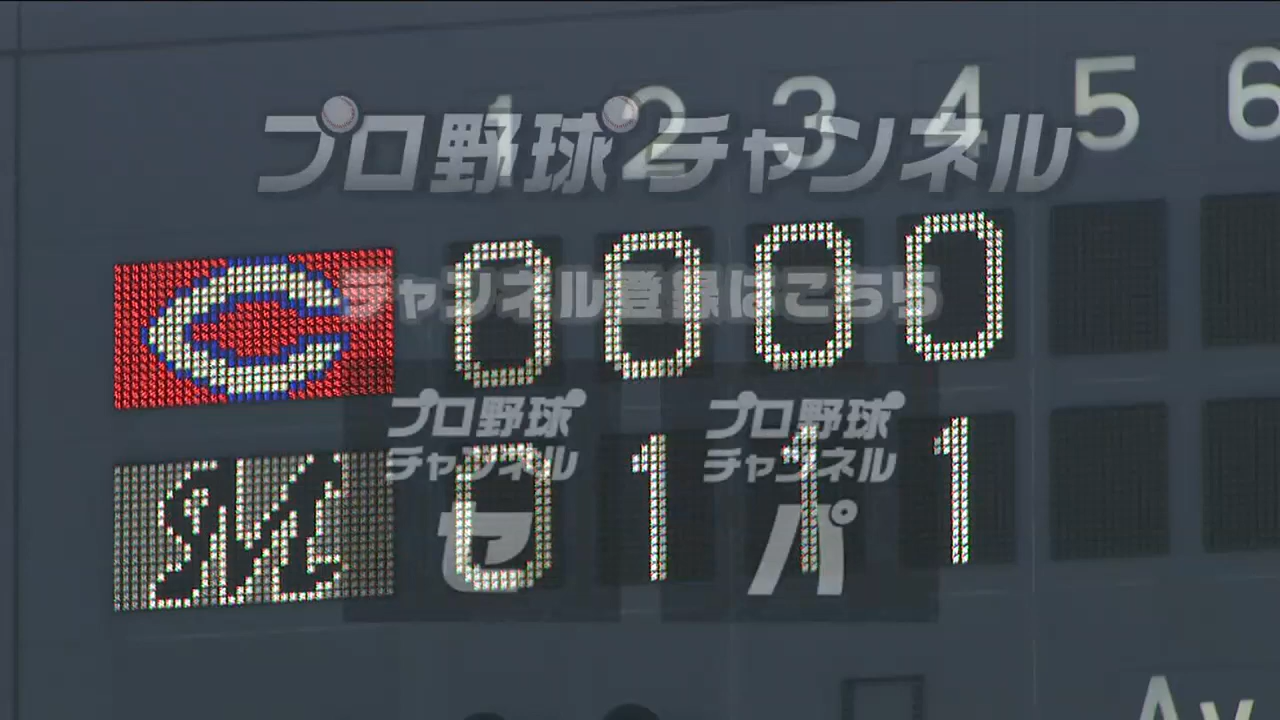 1 2 3 4 5 6
プロ野球チャンネル
C 0 0 0 0
チャンネル登録はこちら
M 0 1 1 1
プロ野球 プロ野球
チャンネル チャンネル
セ パ
Av